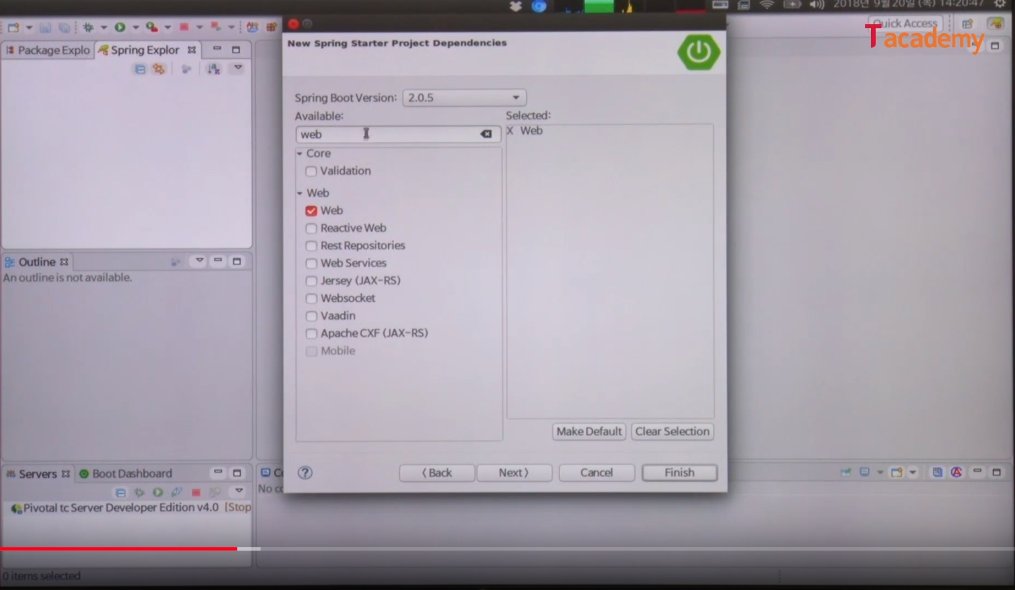 2018년 9월20일 (목) 14:20:47
Quick Access
Tacademy
Package Explo
Spring Explor
New Spring Starter Project Dependencies
Spring Boot Version:
2.0.5
Available:
Selected:
web
X Web
Core
Validation
Web
Web
Reactive Web
Rest Repositories
Web Services
Jersey (JAX-RS)
Websocket
Vaadin
Apache CXF (JAX-RS)
Mobile
Outline
An outline is not available.
Make Default
Clear Selection
< Back
Next >
Cancel
Finish
Servers
Boot Dashboard
Pivotal tc Server Developer Edition v4.0 [Stop
0 items selected